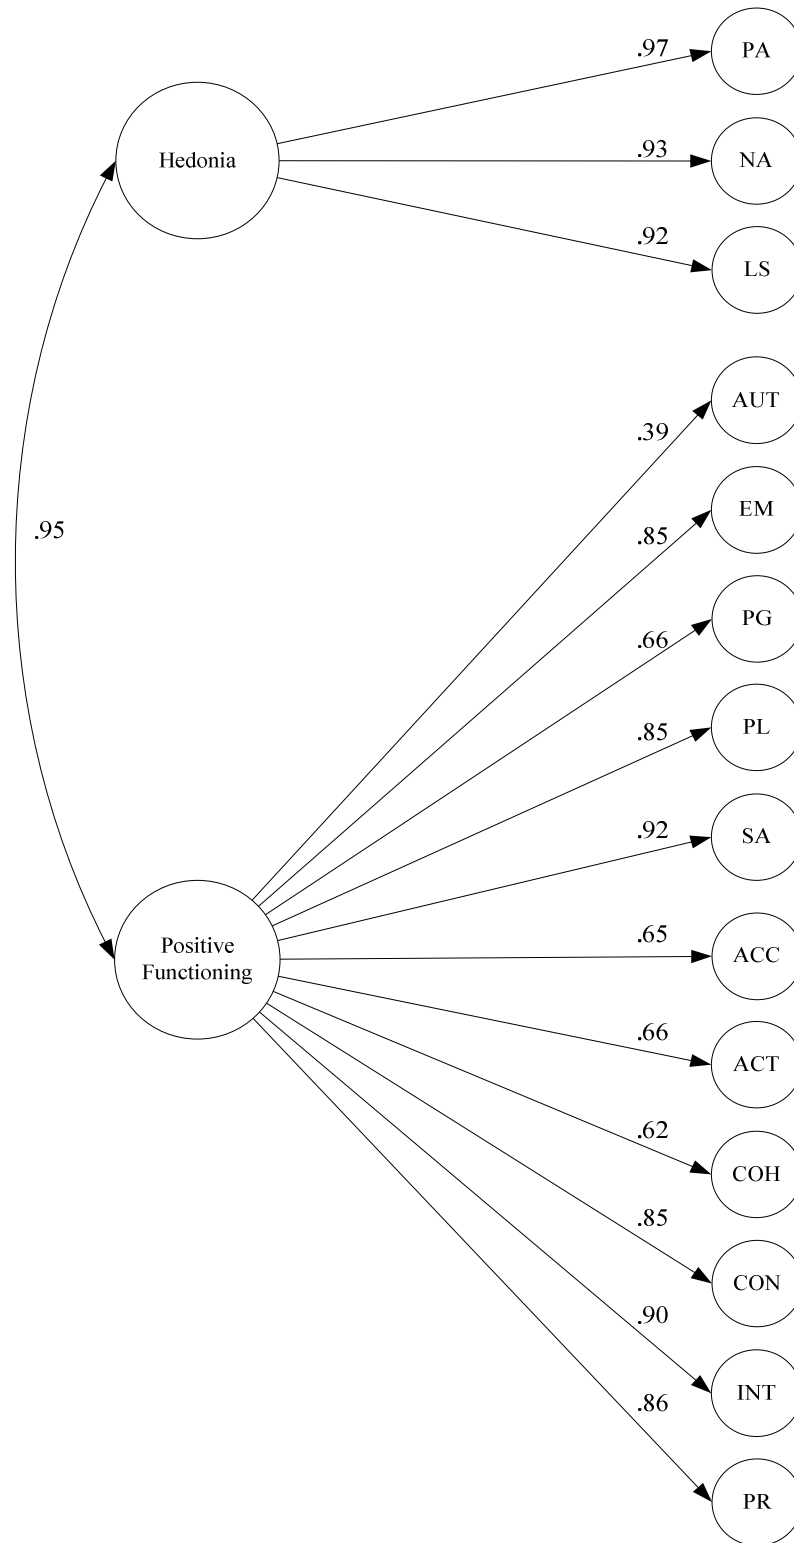 .97
PA
Hedonia
.93
NA
.92
LS
.39
AUT
.95
.85
EM
.66
PG
.85
PL
.92
SA
Positive
Functioning
.65
ACC
.66
ACT
.62
COH
.85
CON
.90
INT
.86
PR